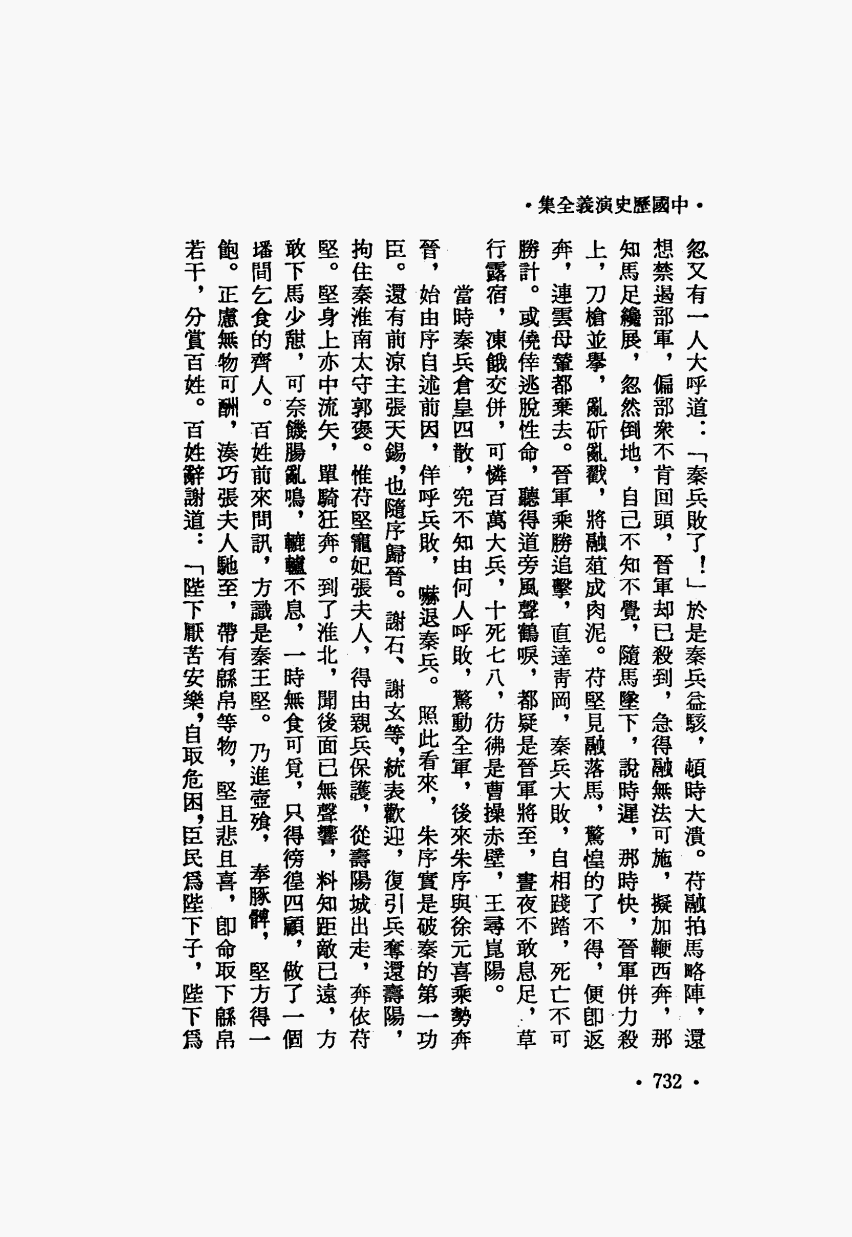 •中國歷史演義全集•
忽又有一人大呼道：「秦兵敗了！」於是秦兵益駭，頓時大潰。苻融拍馬略陣，還
想禁遏部軍，偏部衆不肯回頭，晉軍却已殺到，急得融無法可施，擬加鞭西奔，那
知馬足纔展，忽然倒地，自己不知不覺，隨馬墜下，說時遲，那時快，晉軍併力殺
上，刀槍並舉，亂斫亂戳，將融葅成肉泥。苻堅見融落馬，驚惶的了不得，便即返
奔，連雲母輦都棄去。晉軍乘勝追擊，直達青岡，秦兵大敗，自相踐踏，死亡不可
勝計。或僥倖逃脫性命，聽得道旁風聲鶴唳，都疑是晉軍將至，晝夜不敢息足，草
行露宿，凍餓交併，可憐百萬大兵，十死七八，彷彿是曹操赤壁，王尋崑陽。
當時秦兵倉皇四散，究不知由何人呼敗，驚動全軍，後來朱序與徐元喜乘勢奔
晉，始由序自述前因，佯呼兵敗，嚇退秦兵。照此看來，朱序實是破秦的第一功
臣。還有前涼主張天錫，也隨序歸晉。謝石、謝玄等，統表歡迎，復引兵奪還壽陽，
拘住秦淮南太守郭褒。惟苻堅寵妃張夫人，得由親兵保護，從壽陽城出走，奔依苻
堅。堅身上亦中流矢，單騎狂奔。到了淮北，聞後面已無聲響，料知距敵已遠，方
敢下馬少憩，可奈饑腸亂鳴，轆轤不息，一時無食可覓，只得徬徨四顧，做了一個
墦間乞食的齊人。百姓前來問訊，方識是秦王堅。乃進壺飧，奉豚髀，堅方得一
飽。正慮無物可酬，湊巧張夫人馳至，帶有緜帛等物，堅且悲且喜，即命取下緜帛
若干，分賞百姓。百姓辭謝道：「陛下厭苦安樂，自取危困，臣民爲陛下子，陛下爲
•732•